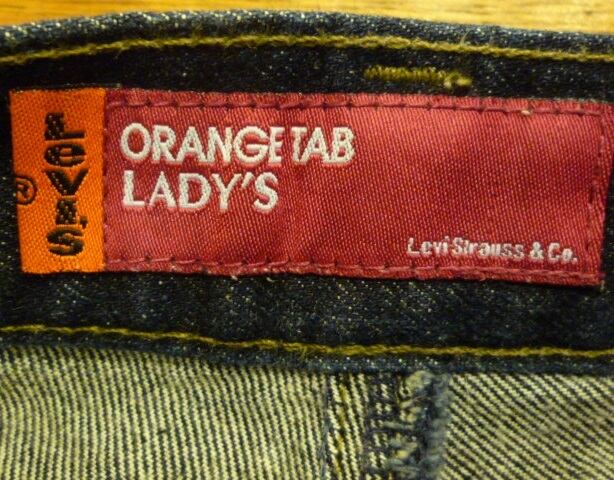 LEVI'S
®
ORANGE TAB
LADY'S
Levi Strauss & Co.